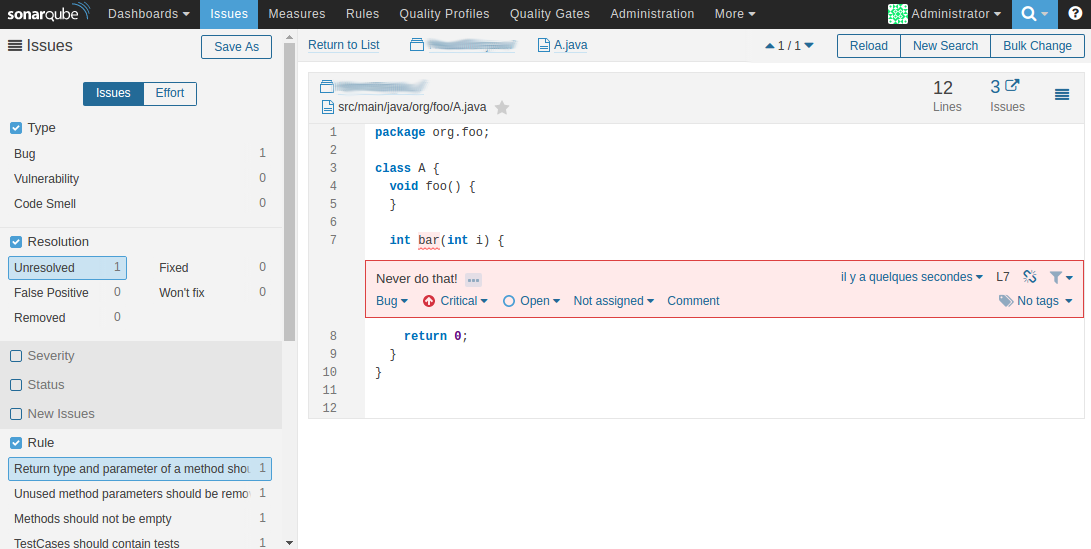 sonarqube Dashboards Issues Measures Rules Quality Profiles Quality Gates Administration More Administrator ?
Issues Save As
Issues Effort
Type
Bug 1
Vulnerability 0
Code Smell 0
Resolution
Unresolved 1 Fixed 0
False Positive 0 Won't fix 0
Removed 0
Severity
Status
New Issues
Rule
Return type and parameter of a method shou 1
Unused method parameters should be remo 1
Methods should not be empty 1
TestCases should contain tests 1
Return to List A.java 1 / 1 Reload New Search Bulk Change
12 3
src/main/java/org/foo/A.java Lines Issues
1 package org.foo;
2
3 class A {
4 void foo() {
5 }
6
7 int bar(int i) {
Never do that! ... il y a quelques secondes L7
Bug Critical Open Not assigned Comment No tags
8 return 0;
9 }
10 }
11
12